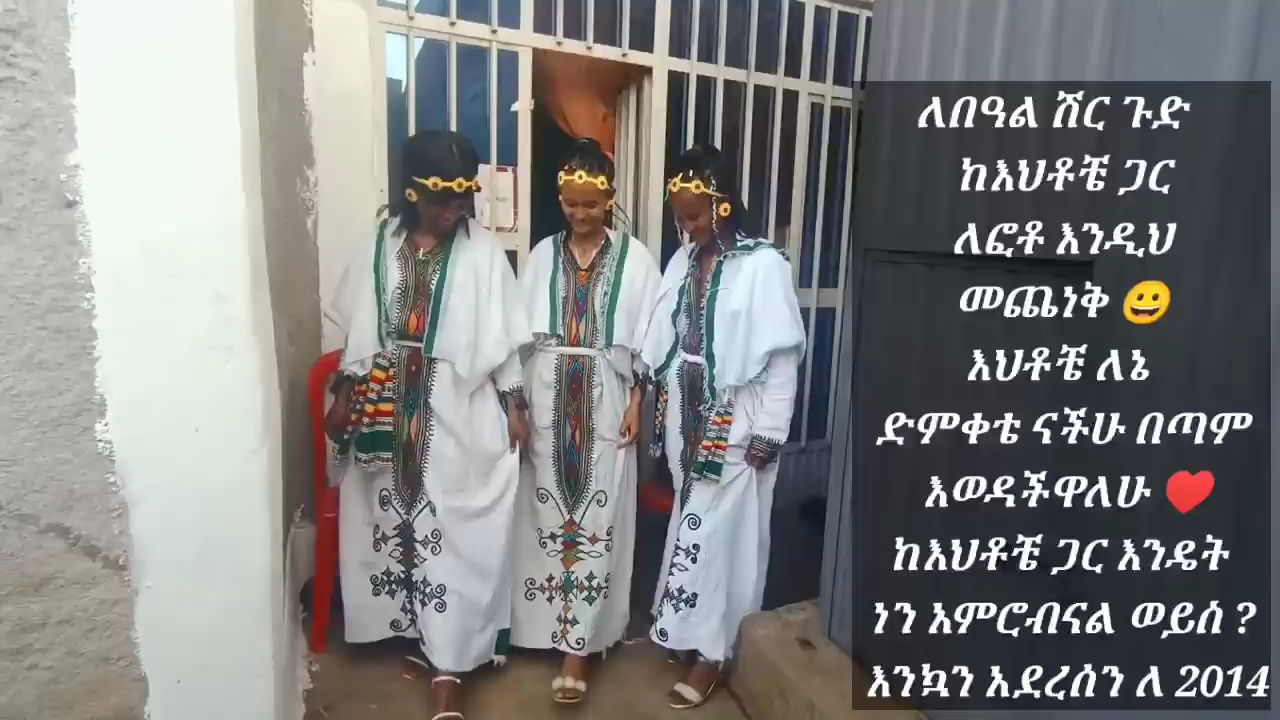 ለበዓል ሽር ጉድ
ከእህቶቼ ጋር
ለፎቶ እንዲህ
መጨነቅ 😀
እህቶቼ ለኔ
ድምቀቴ ናችሁ በጣም
እወዳችዋለሁ ♥️
ከእህቶቼ ጋር እንዴት
ነን አምሮብናል ወይሰ ?
እንኳን አደረሰን ለ 2014